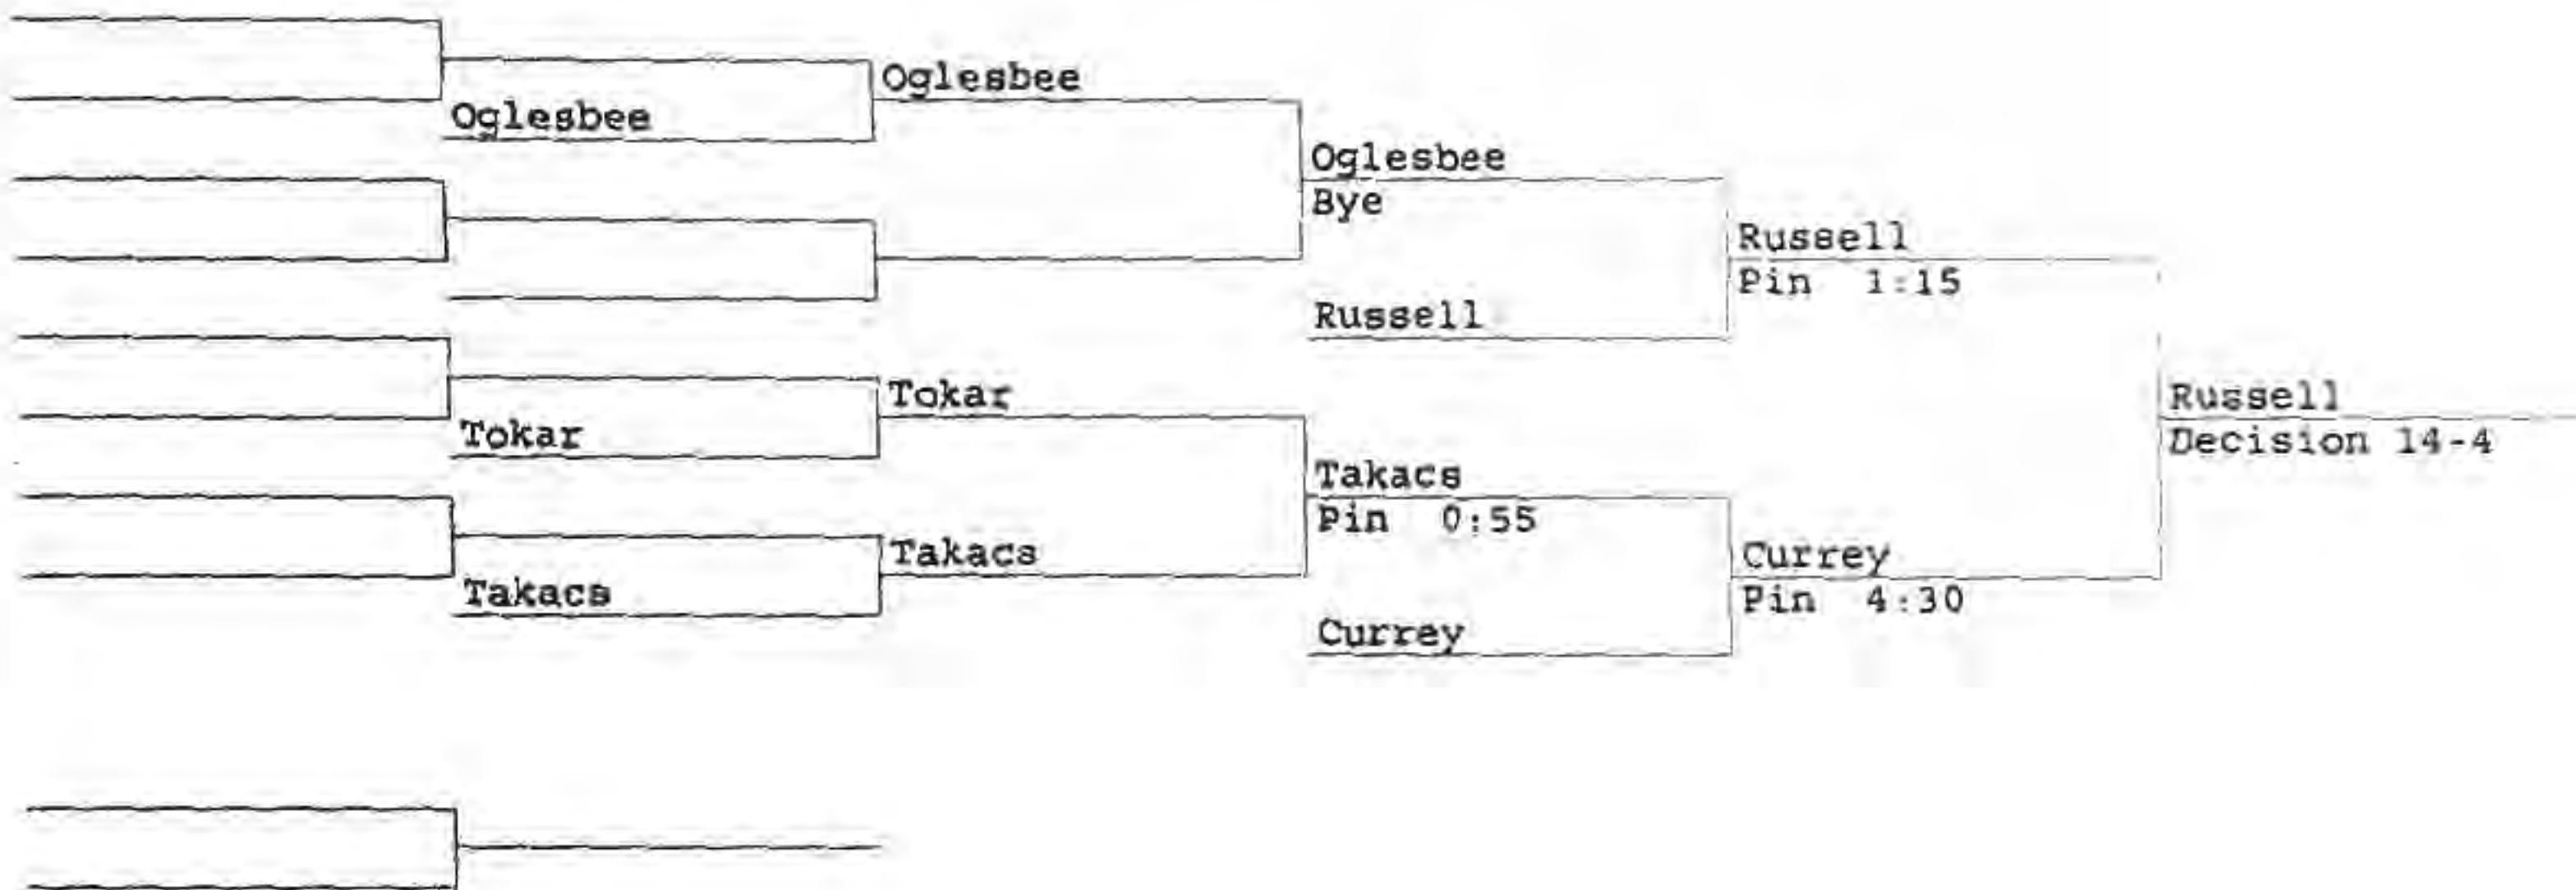 Oglesbee
Oglesbee
Oglesbee
Bye
Russell
Pin 1:15
Russell
Tokar
Russell
Decision 14-4
Tokar
Takacs
Pin 0:55
Takacs
Currey
Pin 4:30
Takacs
Currey